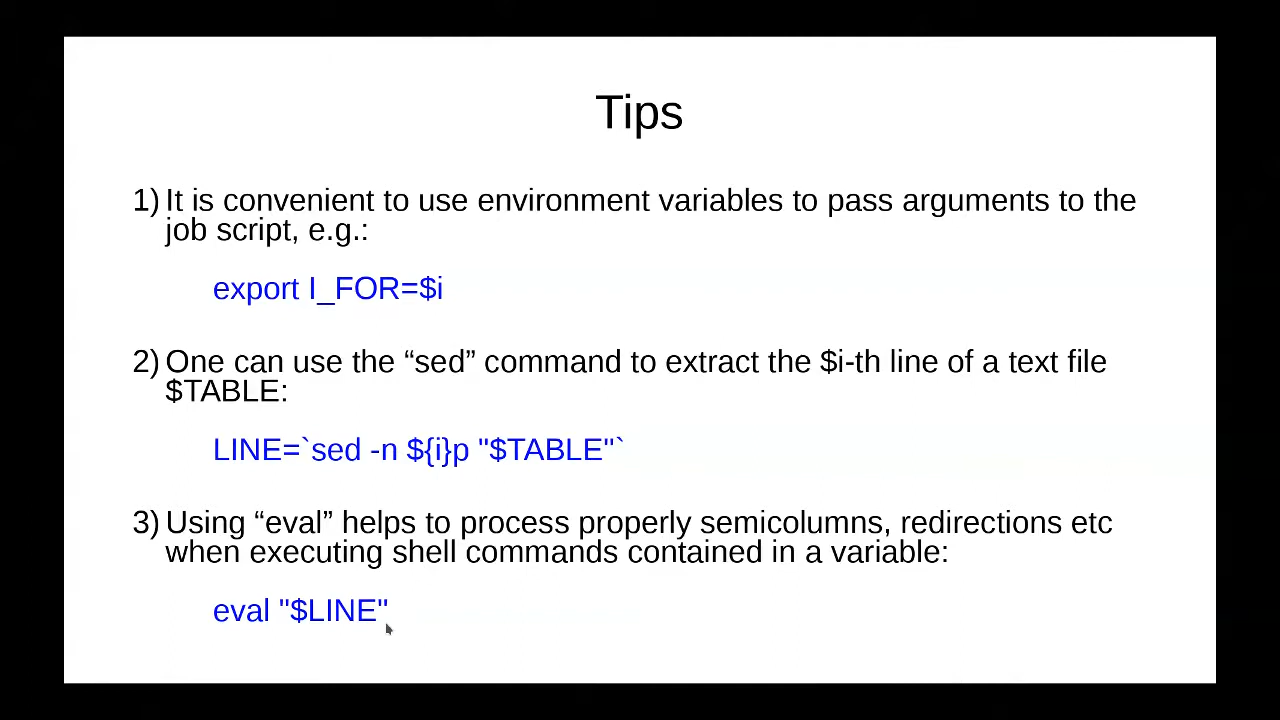 Tips
1) It is convenient to use environment variables to pass arguments to the
job script, e.g.:
export I_FOR=$i
2) One can use the “sed” command to extract the $i-th line of a text file
$TABLE:
LINE=`sed -n ${i}p "$TABLE"`
3) Using “eval” helps to process properly semicolumns, redirections etc
when executing shell commands contained in a variable:
eval "$LINE"